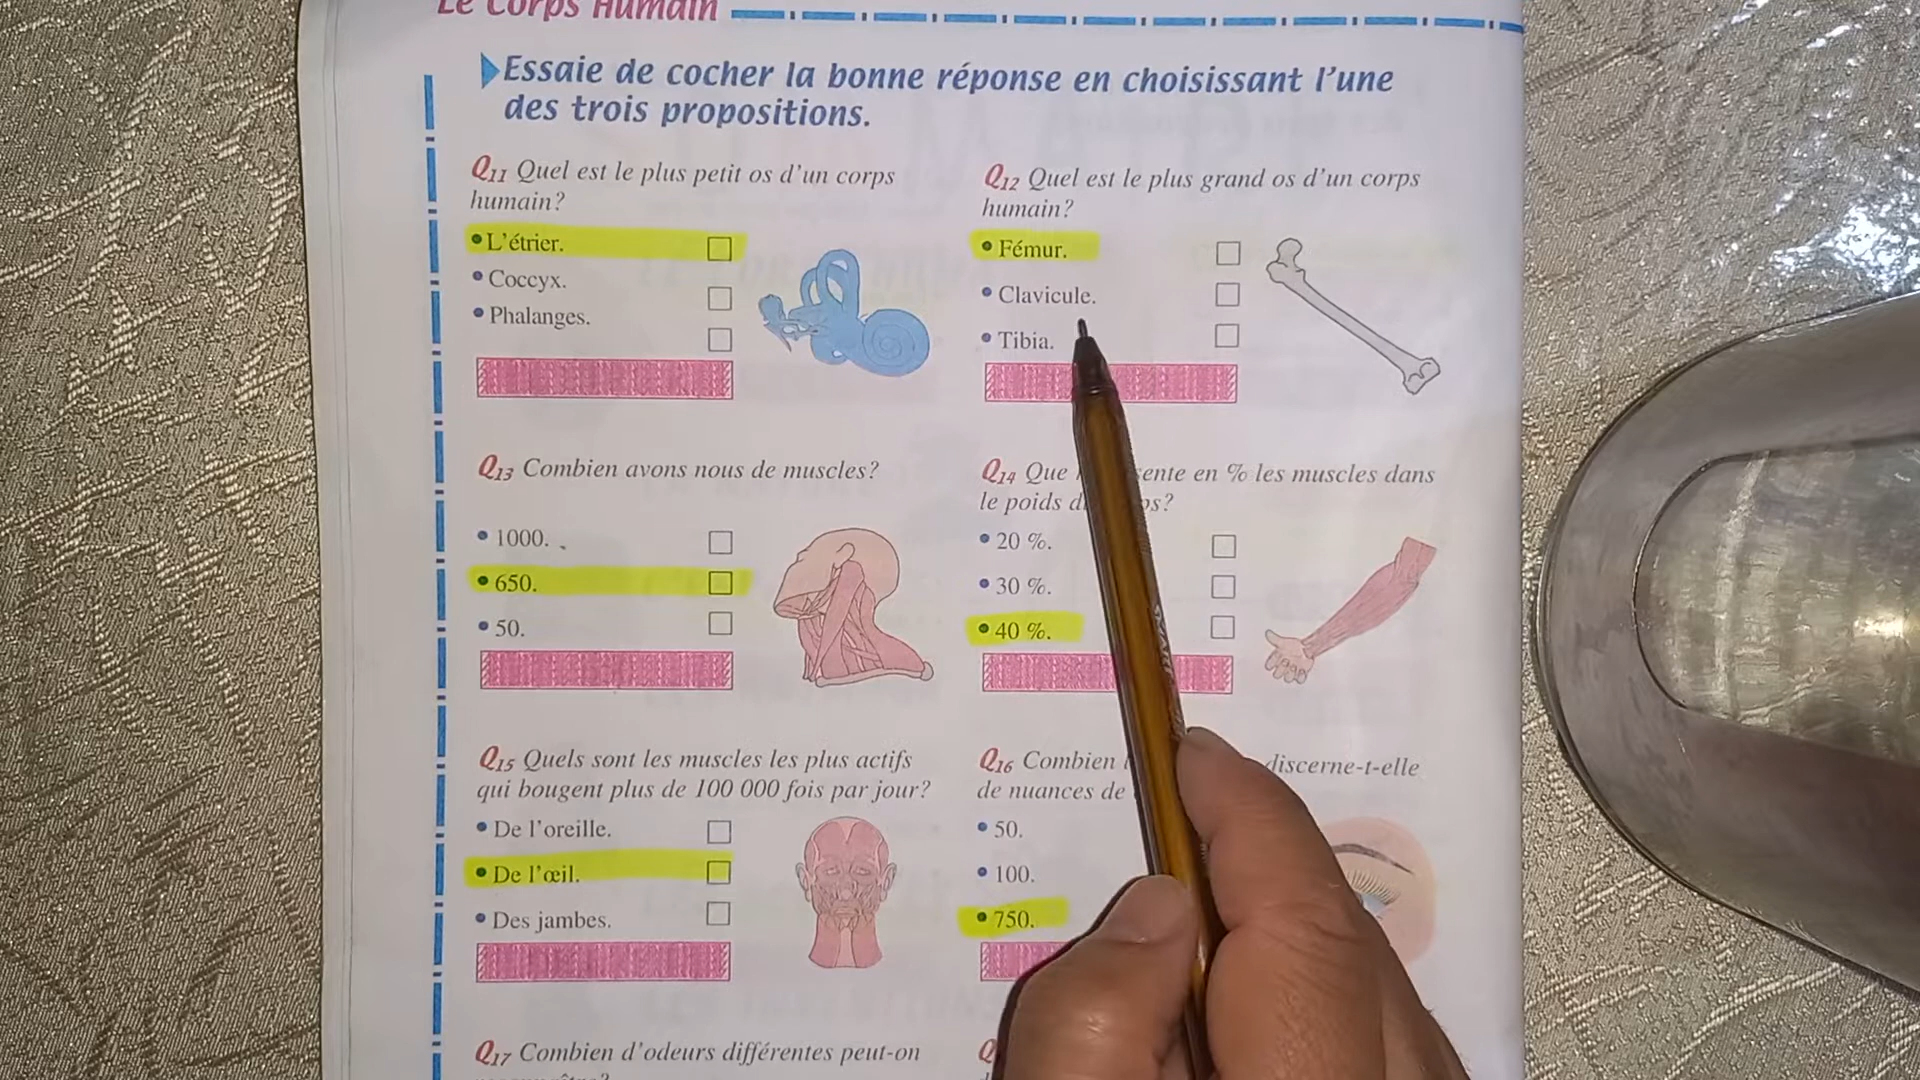 Le Corps Humain
Essaie de cocher la bonne réponse en choisissant l'une
des trois propositions.
Q11 Quel est le plus petit os d'un corps
humain?
• L'étrier.
• Coccyx.
• Phalanges.
Q12 Quel est le plus grand os d'un corps
humain?
• Fémur.
• Clavicule.
• Tibia.
Q13 Combien avons nous de muscles?
• 1000.
• 650.
• 50.
Q14 Que en % les muscles dans
le poids
• 20 %.
• 30 %.
• 40 %.
Q15 Quels sont les muscles les plus actifs
qui bougent plus de 100 000 fois par jour?
• De l'oreille.
• De l'œil.
• Des jambes.
Q16 Combien discerne-t-elle
de nuances de
• 50.
• 100.
• 750.
Q17 Combien d'odeurs différentes peut-on